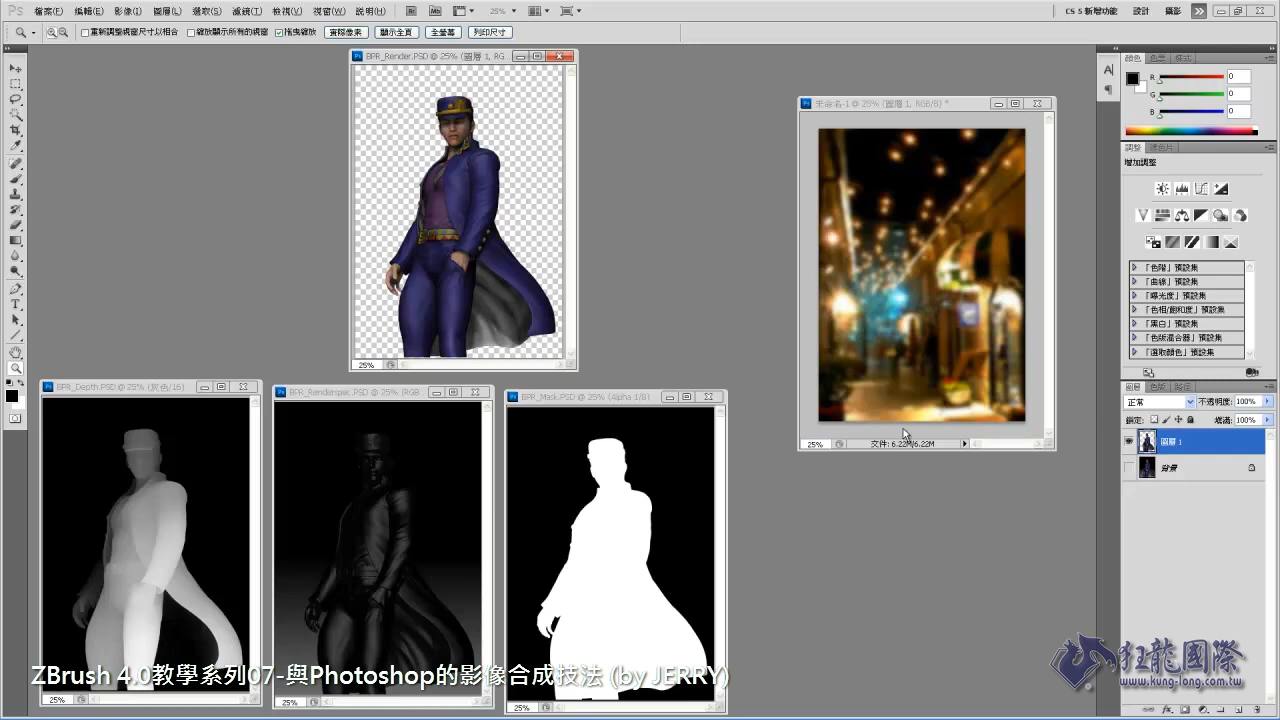 Ps 檔案(F) 編輯(E) 影像(I) 圖層(L) 選取(S) 濾鏡(T) 檢視(V) 視窗(W) 說明(H) Br Mb 25% CS 5 新增功能 設計 攝影
重新調整視窗尺寸以相合 縮放顯示所有的視窗 拖曳縮放 實際像素 顯示全頁 全螢幕 列印尺寸
BPR_Render.PSD @ 25% (圖層 1, RG...
25%
未命名-1 @ 25% (圖層 1, RGB/8) *
25% 文件: 6.22M/6.22M
BPR_Depth.PSD @ 25% (灰色/16)
25%
BPR_Renderspec.PSD @ 25% (RGB
25%
BPR_Mask.PSD @ 25% (Alpha 1/8)
25%
顏色 色票 樣式
R 0
G 0
B 0
調整
增加調整
「色階」預設集
「曲線」預設集
「曝光度」預設集
「色相/飽和度」預設集
「黑白」預設集
「色版混合器」預設集
「選取顏色」預設集
圖層 色版 路徑
正常 不透明度: 100%
鎖定: 填滿: 100%
圖層 1
背景
ZBrush 4.0教學系列07-與Photoshop的影像合成技法 (by JERRY)
狂龍國際
www.kung-long.com.tw